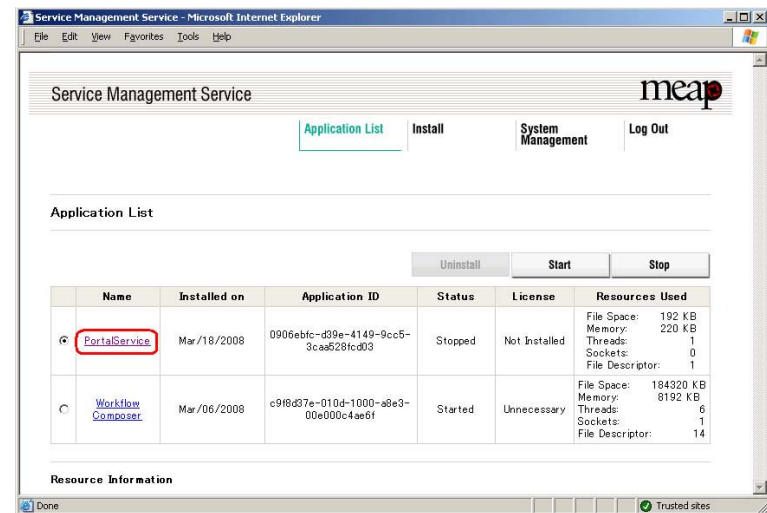 Service Management Service - Microsoft Internet Explorer
File Edit View Favorites Tools Help
Service Management Service
meap
Application List
Install
System
Management
Log Out
Application List
Uninstall
Start
Stop
Name Installed on Application ID Status License Resources Used
PortalService Mar/18/2008 0906ebfc-d39e-4149-9cc5-
3caa528fcd03 Stopped Not Installed
File Space: 192 KB
Memory: 220 KB
Threads: 1
Sockets: 0
File Descriptor: 1
Workflow
Composer Mar/06/2008 c9f8d37e-010d-1000-a8e3-
00e000c4ae6f Started Unnecessary
File Space: 184320 KB
Memory: 8192 KB
Threads: 6
Sockets: 1
File Descriptor: 14
Resource Information
Done Trusted sites